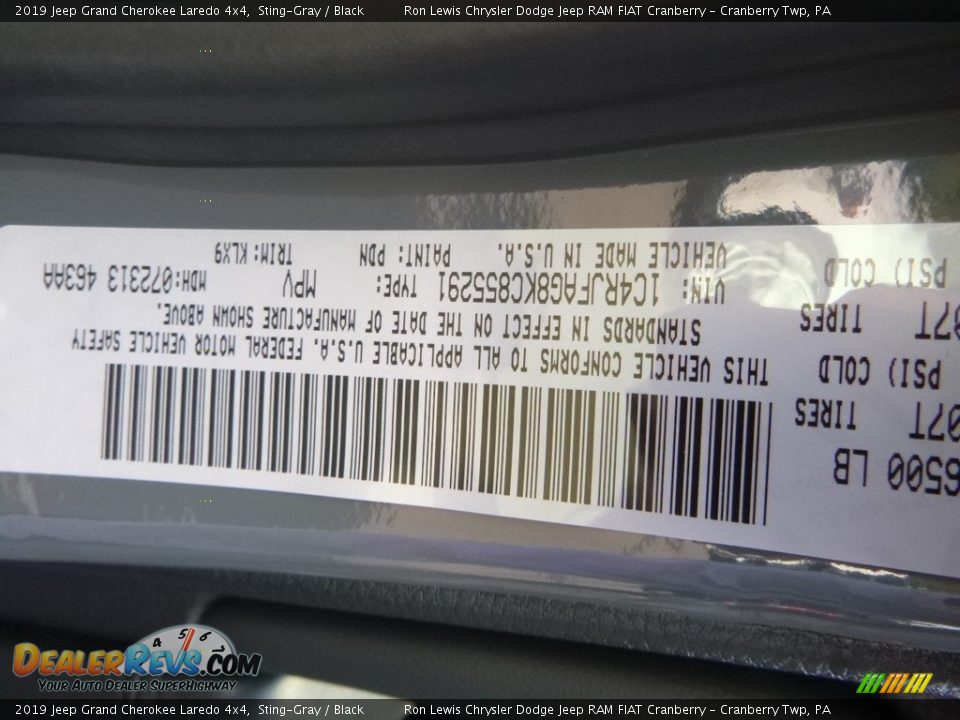 2019 Jeep Grand Cherokee Laredo 4x4, Sting-Gray / Black Ron Lewis Chrysler Dodge Jeep RAM FIAT Cranberry - Cranberry Twp, PA
6500 LB
07T TIRES
PSI) COLD
07T TIRES
PSI) COLD
THIS VEHICLE CONFORMS TO ALL APPLICABLE U.S.A. FEDERAL MOTOR VEHICLE SAFETY
STANDARDS IN EFFECT ON THE DATE OF MANUFACTURE SHOWN ABOVE.
VIN: 1C4RJFAG8KC855291 TYPE: MPV MDH:072313 463AA
VEHICLE MADE IN U.S.A. PAINT: PDN TRIM:KLX9
4 5 6
DealerRevs.com
Your Auto Dealer SuperHighway
2019 Jeep Grand Cherokee Laredo 4x4, Sting-Gray / Black Ron Lewis Chrysler Dodge Jeep RAM FIAT Cranberry - Cranberry Twp, PA